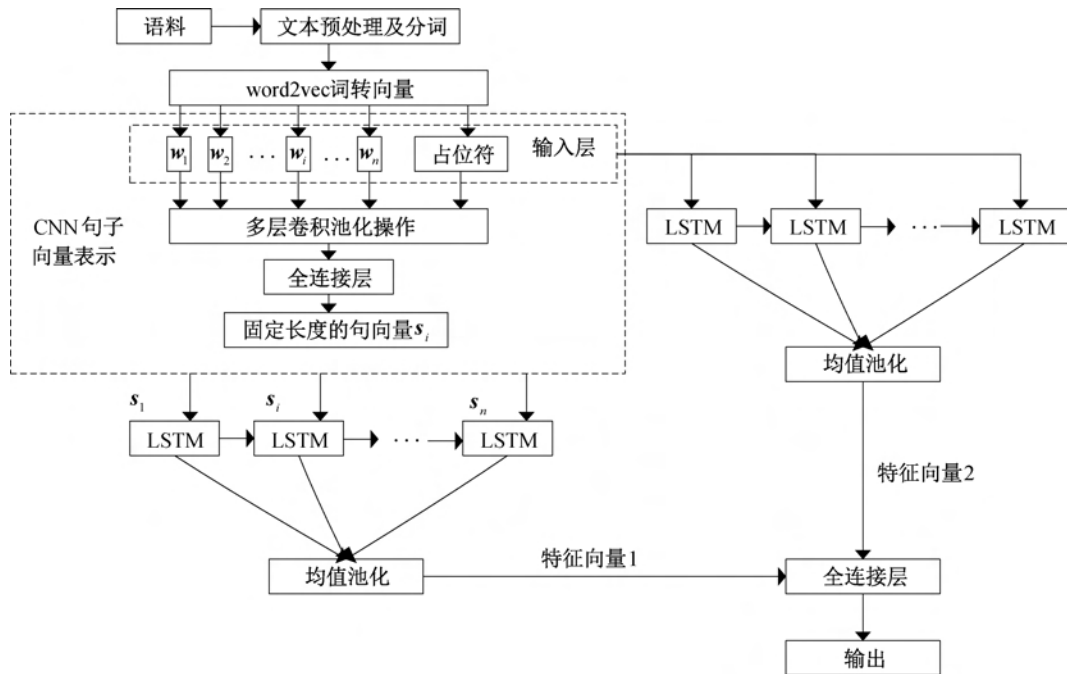 语料
文本预处理及分词
word2vec词转向量
w1 w2 ... wi ... wn 占位符 输入层
多层卷积池化操作
CNN句子
向量表示
全连接层
固定长度的句向量si
LSTM LSTM ... LSTM
均值池化
s1 si sn
LSTM LSTM ... LSTM
特征向量2
特征向量1
均值池化
全连接层
输出